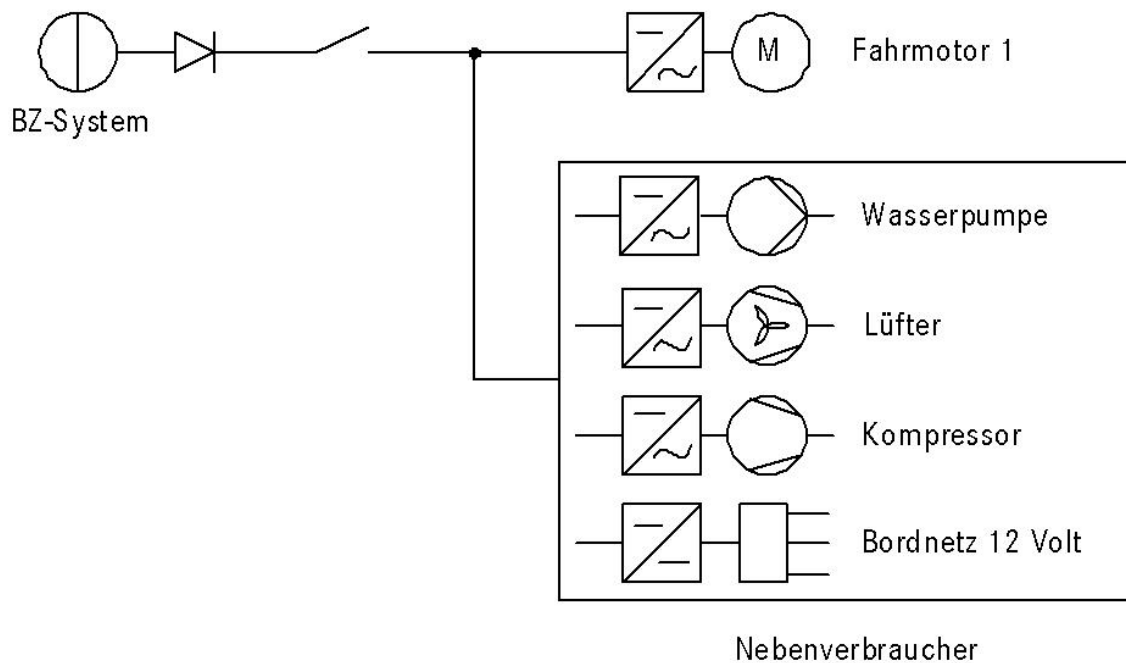 M
Fahrmotor 1
BZ-System
Wasserpumpe
Lüfter
Kompressor
Bordnetz 12 Volt
Nebenverbraucher